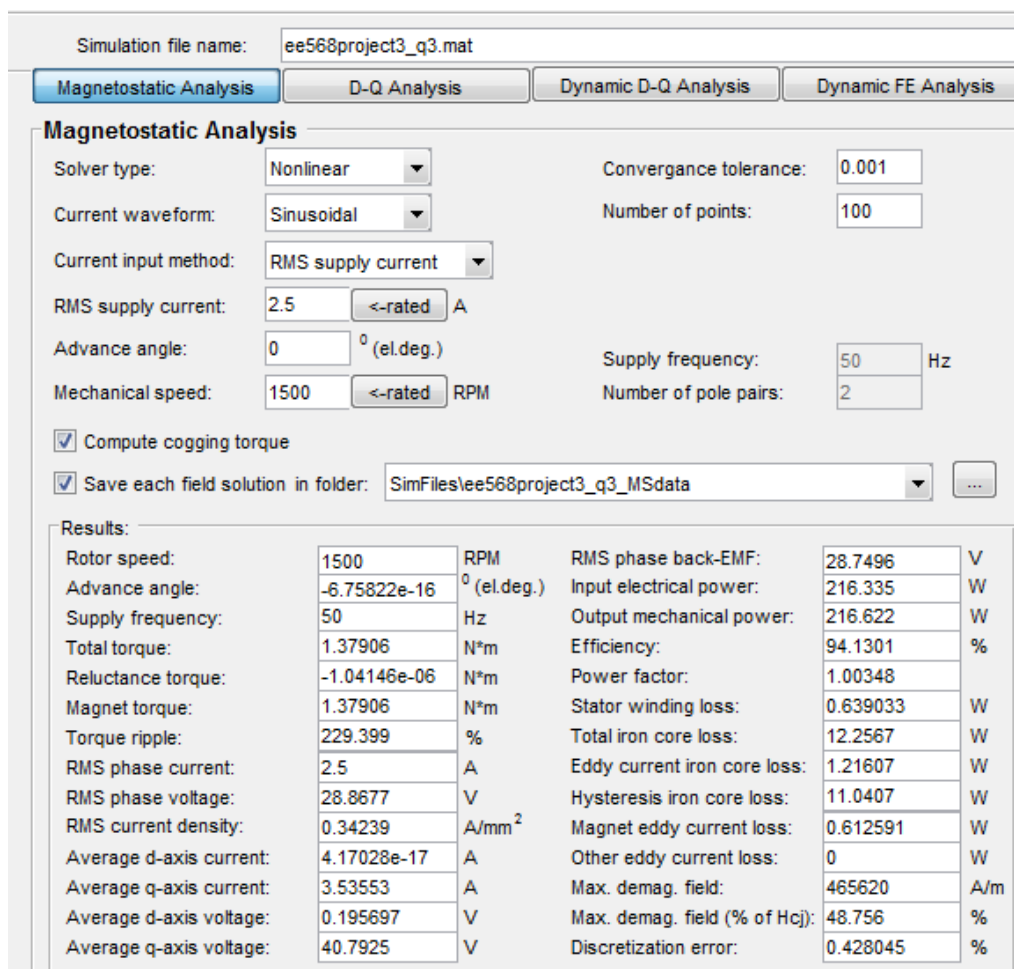 Simulation file name: ee568project3_q3.mat
Magnetostatic Analysis D-Q Analysis Dynamic D-Q Analysis Dynamic FE Analysis
Magnetostatic Analysis
Solver type: Nonlinear Convergance tolerance: 0.001
Current waveform: Sinusoidal Number of points: 100
Current input method: RMS supply current
RMS supply current: 2.5 <-rated A
Advance angle: 0 0 (el.deg.) Supply frequency: 50 Hz
Mechanical speed: 1500 <-rated RPM Number of pole pairs: 2
Compute cogging torque
Save each field solution in folder: SimFiles\ee568project3_q3_MSdata ...
Results:
Rotor speed: 1500 RPM RMS phase back-EMF: 28.7496 V
Advance angle: -6.75822e-16 0 (el.deg.) Input electrical power: 216.335 W
Supply frequency: 50 Hz Output mechanical power: 216.622 W
Total torque: 1.37906 N*m Efficiency: 94.1301 %
Reluctance torque: -1.04146e-06 N*m Power factor: 1.00348
Magnet torque: 1.37906 N*m Stator winding loss: 0.639033 W
Torque ripple: 229.399 % Total iron core loss: 12.2567 W
RMS phase current: 2.5 A Eddy current iron core loss: 1.21607 W
RMS phase voltage: 28.8677 V Hysteresis iron core loss: 11.0407 W
RMS current density: 0.34239 A/mm2 Magnet eddy current loss: 0.612591 W
Average d-axis current: 4.17028e-17 A Other eddy current loss: 0 W
Average q-axis current: 3.53553 A Max. demag. field: 465620 A/m
Average d-axis voltage: 0.195697 V Max. demag. field (% of Hcj): 48.756 %
Average q-axis voltage: 40.7925 V Discretization error: 0.428045 %